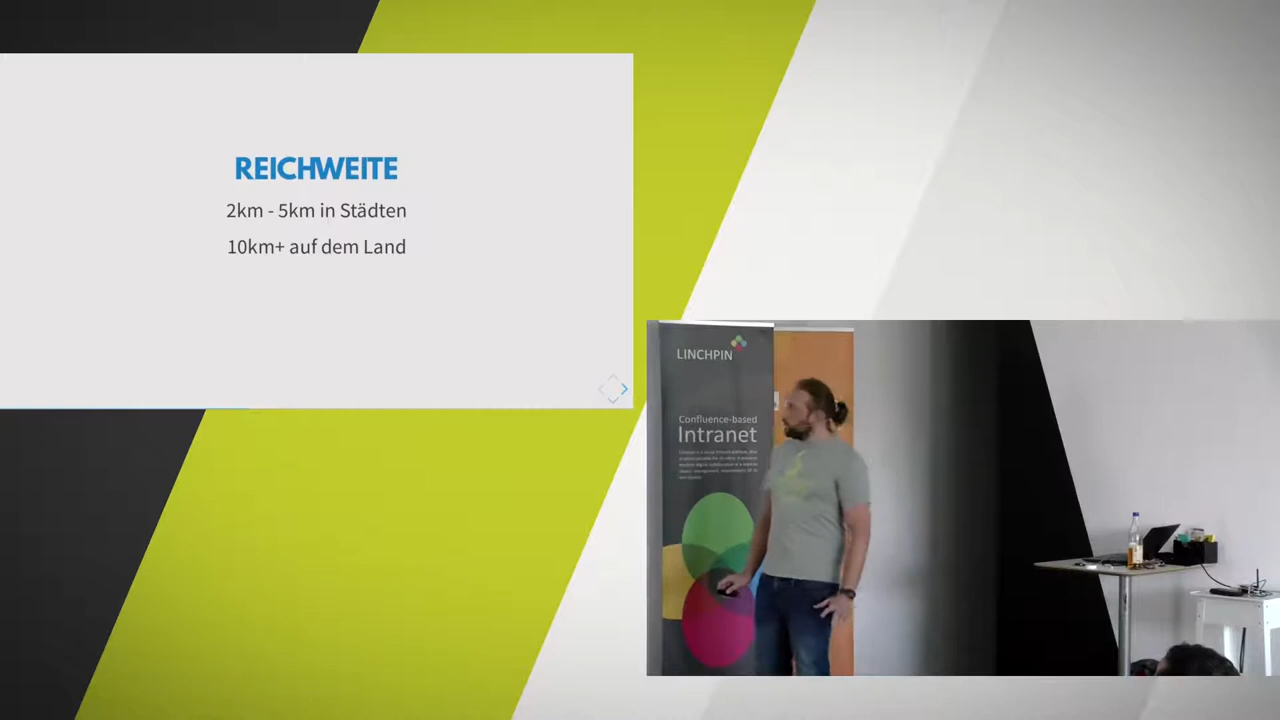 REICHWEITE
2km - 5km in Städten
10km+ auf dem Land
LINCHPIN
Confluence-based
Intranet